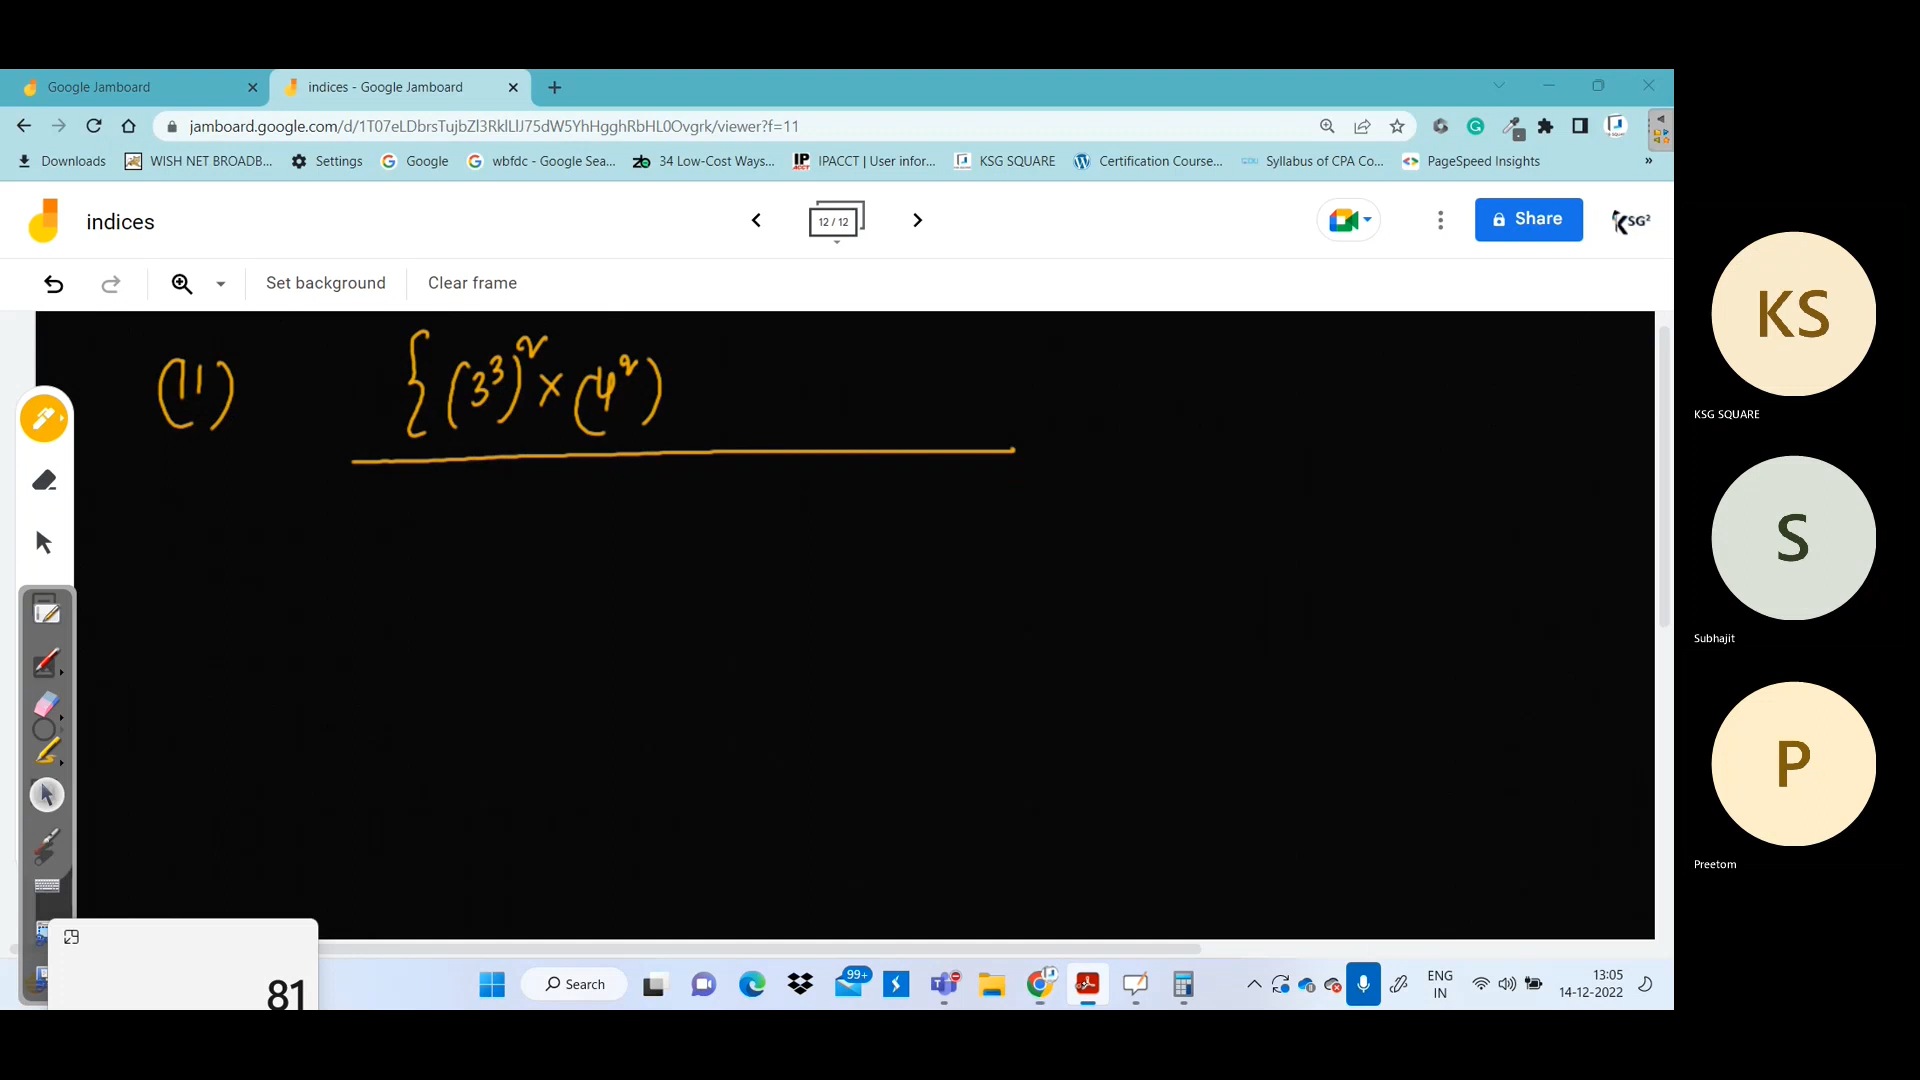 Google Jamboard
indices - Google Jamboard
jamboard.google.com/d/1T07eLDbrsTujbZl3RklLlJ75dW5YhHgghRbHL0Ovgrk/viewer?f=11
Downloads WISH NET BROADB... Settings Google wbfdc - Google Sea... 34 Low-Cost Ways... IPACCT | User infor... KSG SQUARE Certification Course... Syllabus of CPA Co... PageSpeed Insights »
indices
12 / 12
Share
KSG²
Set background Clear frame
(11) {(3³)² × (4²)
81
Search
99+
ENG
IN
13:05
14-12-2022
KS
KSG SQUARE
S
Subhajit
P
Preetom